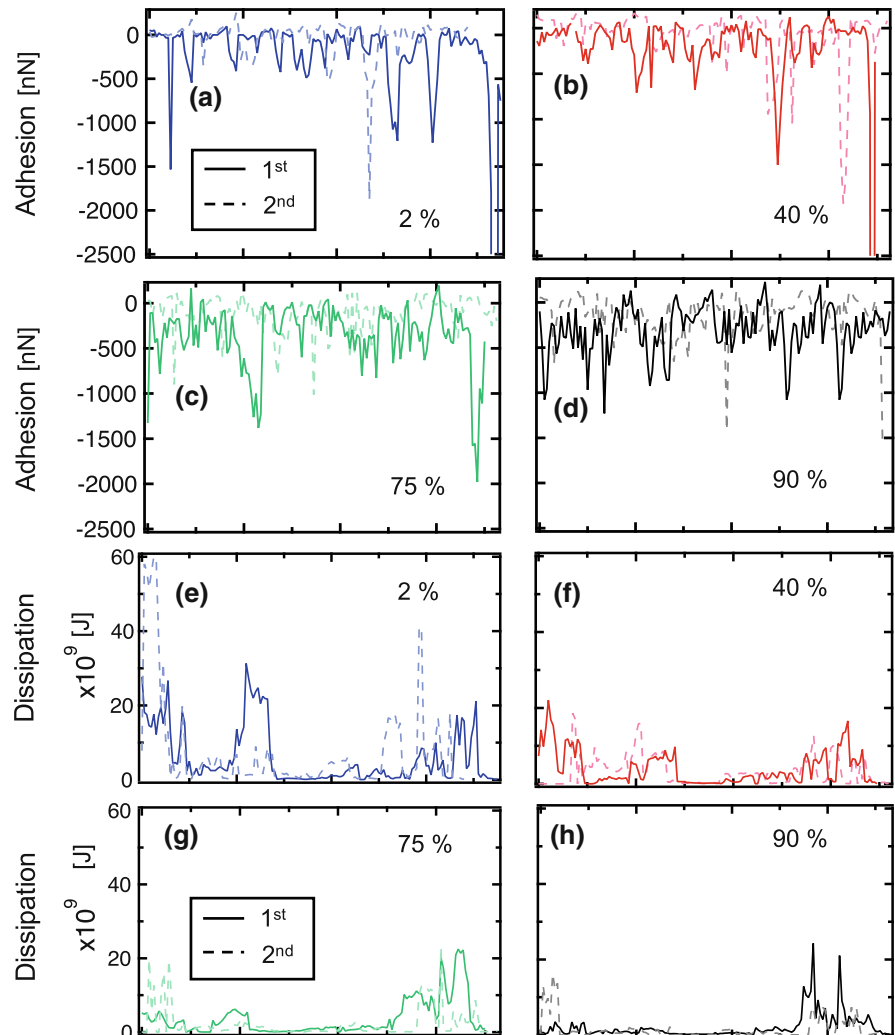 Adhesion [nN]
0
-500
-1000
-1500
-2000
-2500
(a)
1st
2nd
2 %
(b)
40 %
Adhesion [nN]
0
-500
-1000
-1500
-2000
-2500
(c)
75 %
(d)
90 %
Dissipation
x10^9 [J]
60
40
20
0
(e)
2 %
(f)
40 %
Dissipation
x10^9 [J]
60
40
20
0
(g)
75 %
1st
2nd
(h)
90 %